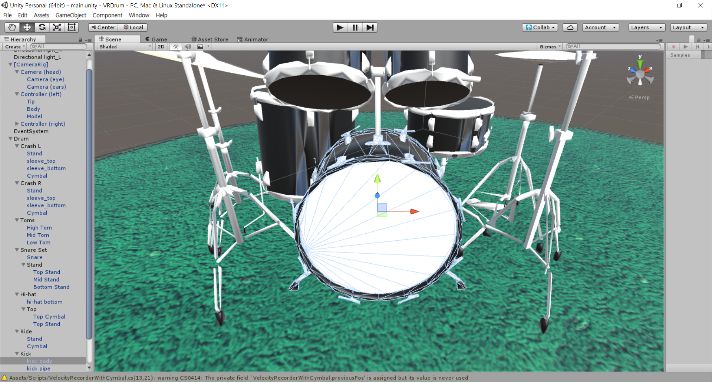 Unity Personal (64bit) - main.unity - VRDrum - PC, Mac & Linux Standalone* <DX11>
File Edit Assets GameObject Component Window Help
Center Local Collab Account Layers Layout
Hierarchy Scene Game Asset Store Animator
Create All Shaded 2D Gizmos All
Directional light_L
[CameraRig]
Camera (head)
Camera (eye)
Camera (ears)
Controller (left)
Tip
Body
Model
Controller (right)
EventSystem
Drum
Crash L
Stand
sleeve_top
sleeve_bottom
Cymbal
Crash R
Stand
sleeve_top
sleeve_bottom
Cymbal
Toms
High Tom
Mid Tom
Low Tom
Snare Set
Snare
Stand
Top Stand
Mid Stand
Bottom Stand
Hi-hat
hi-hat bottom
Top
Top Cymbal
Top Stand
Ride
Stand
Cymbal
Kick
kick body
kick pipe
y
x
z
Persp
Samples
Assets/Scripts/VelocityRecorderWithCymbal.cs(13,21): warning CS0414: The private field `VelocityRecorderWithCymbal.previousPos' is assigned but its value is never used